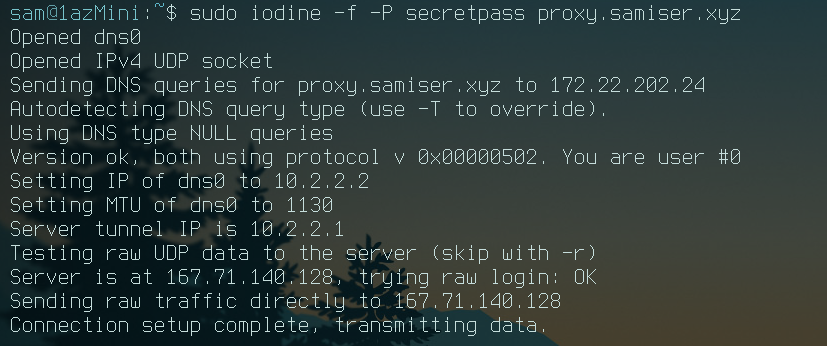 sam@1azMini:~$ sudo iodine -f -P secretpass proxy.samiser.xyz
Opened dns0
Opened IPv4 UDP socket
Sending DNS queries for proxy.samiser.xyz to 172.22.202.24
Autodetecting DNS query type (use -T to override).
Using DNS type NULL queries
Version ok, both using protocol v 0x00000502. You are user #0
Setting IP of dns0 to 10.2.2.2
Setting MTU of dns0 to 1130
Server tunnel IP is 10.2.2.1
Testing raw UDP data to the server (skip with -r)
Server is at 167.71.140.128, trying raw login: OK
Sending raw traffic directly to 167.71.140.128
Connection setup complete, transmitting data.